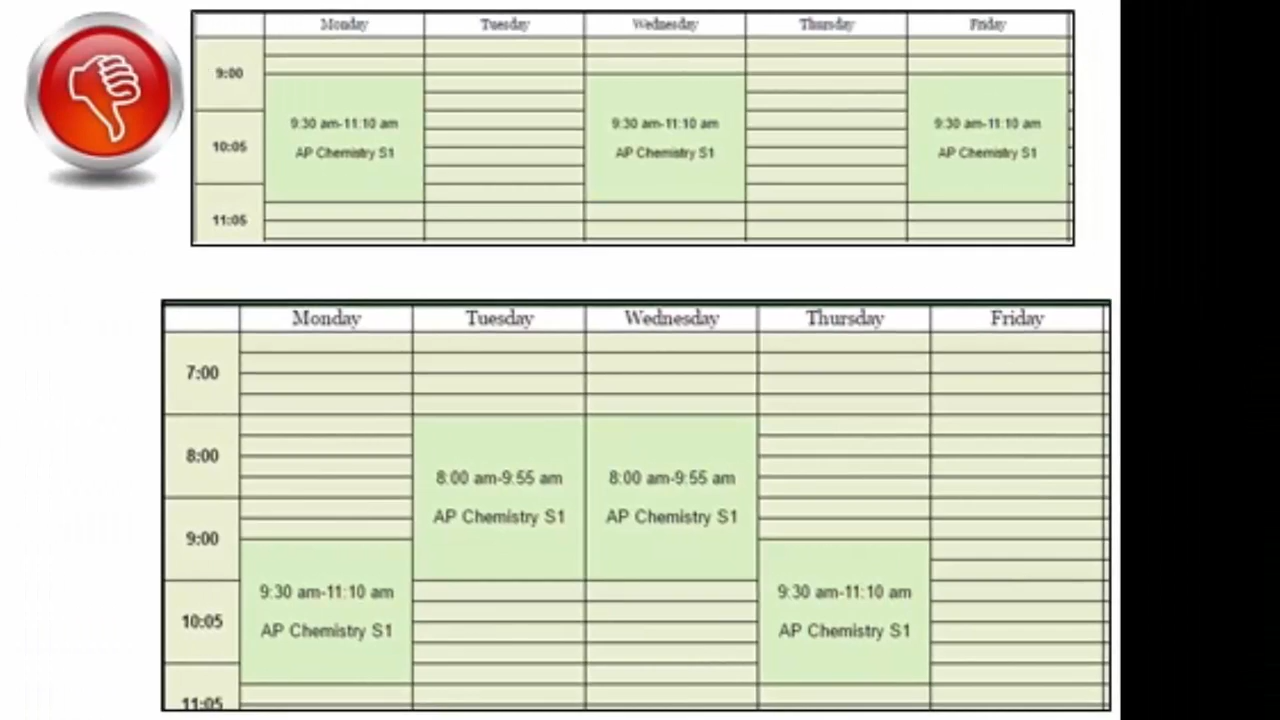 Monday Tuesday Wednesday Thursday Friday
9:00
9:30 am-11:10 am 9:30 am-11:10 am 9:30 am-11:10 am
10:05
AP Chemistry S1 AP Chemistry S1 AP Chemistry S1
11:05
Monday Tuesday Wednesday Thursday Friday
7:00
8:00
8:00 am-9:55 am 8:00 am-9:55 am
AP Chemistry S1 AP Chemistry S1
9:00
9:30 am-11:10 am 9:30 am-11:10 am
10:05
AP Chemistry S1 AP Chemistry S1
11:05